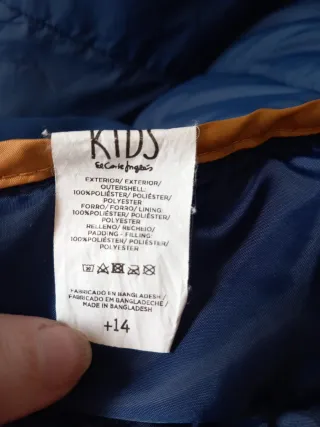 KIDS
El Corte Inglés
EXTERIOR/ EXTERIOR/
OUTERSHELL:
100%POLIÉSTER/ POLIÉSTER/
POLYESTER
FORRO/ FORRO/ LINING:
100%POLIÉSTER/ POLIÉSTER/
POLYESTER
RELLENO/ RECHEIO/
PADDING - FILLING:
100%POLIÉSTER/ POLIÉSTER/
POLYESTER
FABRICADO EN BANGLADESH/
FABRICADO EM BANGLADECHE/
MADE IN BANGLADESH
+14